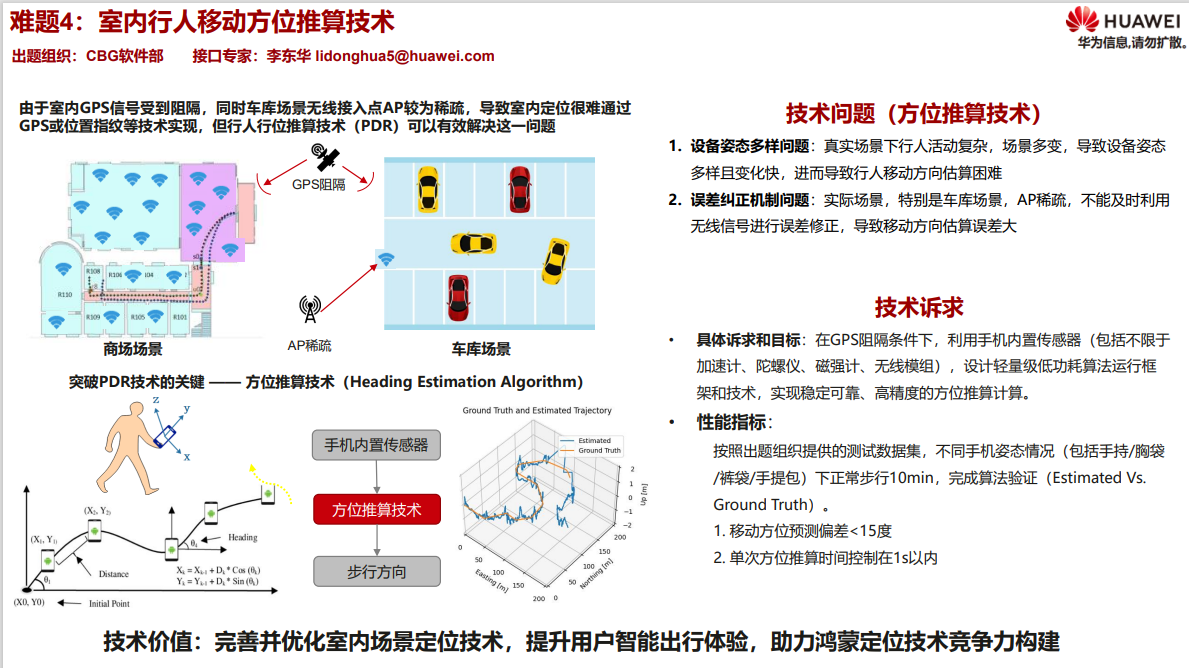 难题4：室内行人移动方位推算技术
HUAWEI
华为信息,请勿扩散。
出题组织：CBG软件部 接口专家：李东华 lidonghua5@huawei.com
由于室内GPS信号受到阻隔，同时车库场景无线接入点AP较为稀疏，导致室内定位很难通过
GPS或位置指纹等技术实现，但行人行位推算技术（PDR）可以有效解决这一问题
GPS阻隔
R110
R108
R106
I04
R109
R105
R101
AP稀疏
商场场景
车库场景
突破PDR技术的关键 —— 方位推算技术（Heading Estimation Algorithm）
z
y
x
(X0, Y0)
Initial Point
θ1
(X1, Y1)
(X2, Y2)
Distance
θ4
Heading
Xk = Xk-1 + Dk * Cos (θk)
Yk = Yk-1 + Dk * Sin (θk)
手机内置传感器
方位推算技术
步行方向
Ground Truth and Estimated Trajectory
Estimated
Ground Truth
2
1
0
−1
−2
Up [m]
0
50
100
150
200
Easting [m]
0
50
100
150
200
Northing [m]
技术问题（方位推算技术）
1. 设备姿态多样问题：真实场景下行人活动复杂，场景多变，导致设备姿态
多样且变化快，进而导致行人移动方向估算困难
2. 误差纠正机制问题：实际场景，特别是车库场景，AP稀疏，不能及时利用
无线信号进行误差修正，导致移动方向估算误差大
技术诉求
• 具体诉求和目标：在GPS阻隔条件下，利用手机内置传感器（包括不限于
加速计、陀螺仪、磁强计、无线模组），设计轻量级低功耗算法运行框
架和技术，实现稳定可靠、高精度的方位推算计算。
• 性能指标：
按照出题组织提供的测试数据集，不同手机姿态情况（包括手持/胸袋
/裤袋/手提包）下正常步行10min，完成算法验证（Estimated Vs.
Ground Truth）。
1. 移动方位预测偏差<15度
2. 单次方位推算时间控制在1s以内
技术价值：完善并优化室内场景定位技术，提升用户智能出行体验，助力鸿蒙定位技术竞争力构建